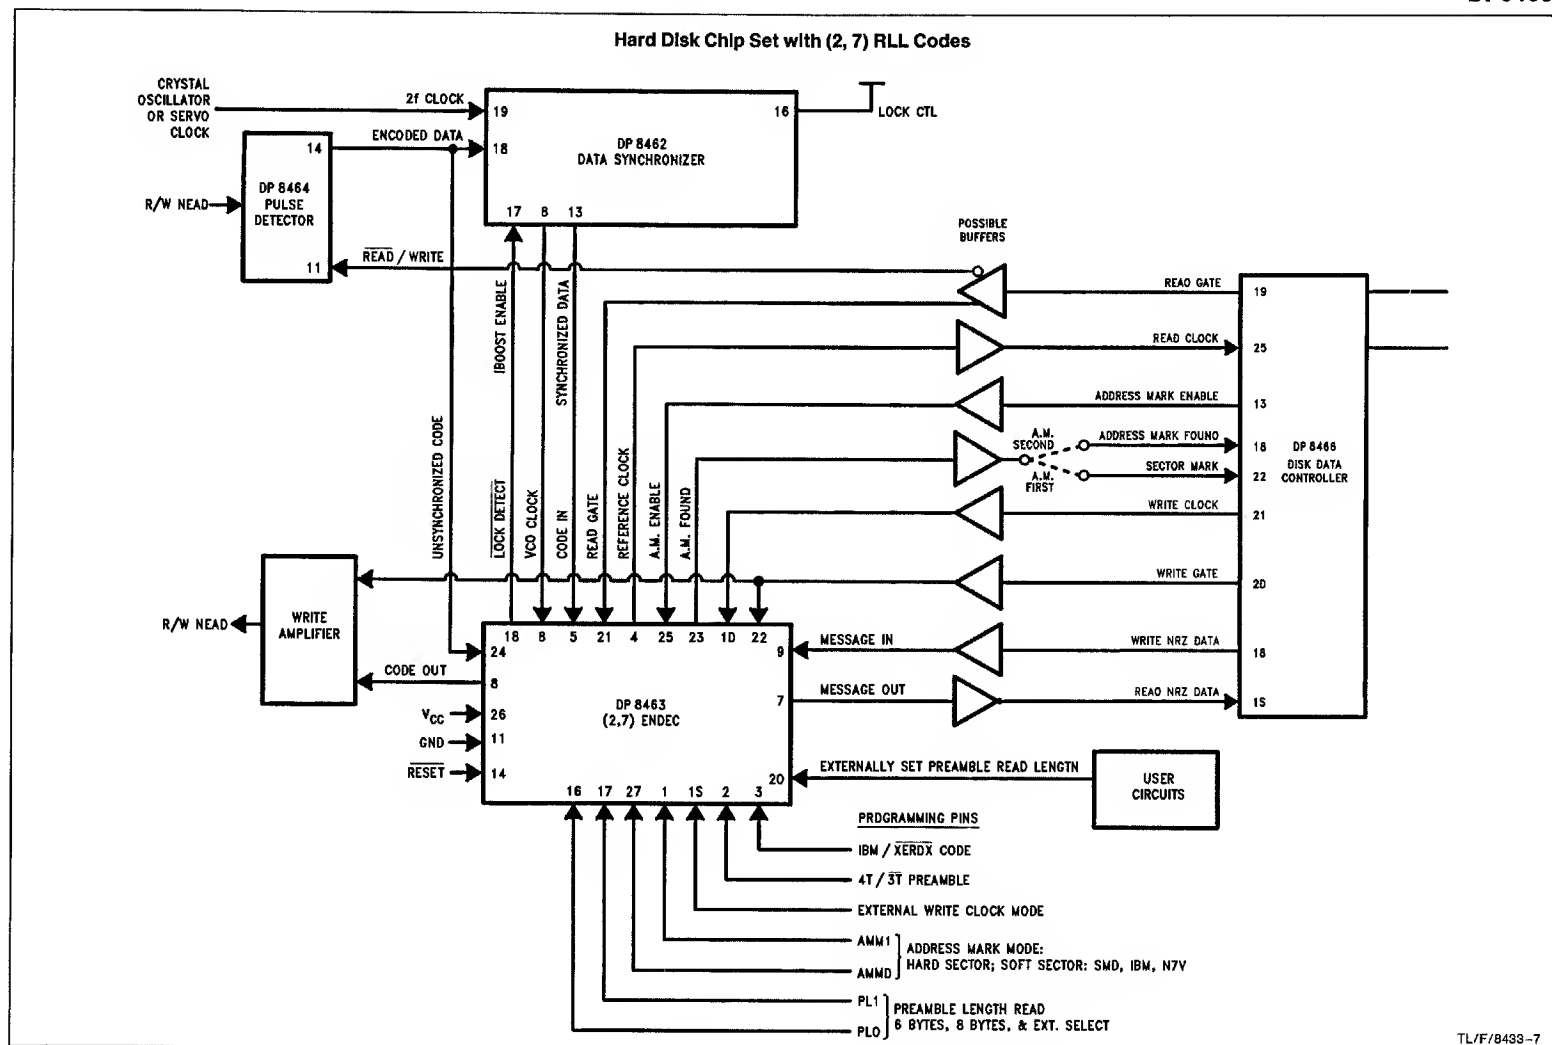 Hard Disk Chip Set with (2, 7) RLL Codes
CRYSTAL
OSCILLATOR
OR SERVO
CLOCK
2f CLOCK
19
16
LOCK CTL
ENCODED DATA
14
18
DP 8462
DATA SYNCHRONIZER
DP 8464
PULSE
DETECTOR
R/W NEAD
17
8
13
11
READ / WRITE
POSSIBLE
BUFFERS
IBOOST ENABLE
SYNCHRONIZED DATA
READ GATE
19
READ CLOCK
25
ADDRESS MARK ENABLE
13
A.M.
SECOND
ADDRESS MARK FOUND
18
DP 8466
DISK DATA
CONTROLLER
SECTOR MARK
22
A.M.
FIRST
WRITE CLOCK
21
WRITE GATE
2D
WRITE NRZ DATA
18
REAO NRZ DATA
1S
UNSYNCHRONIZED CODE
LOCK DETECT
VCO CLOCK
CODE IN
READ GATE
REFERENCE CLOCK
A.M. ENABLE
A.M. FOUND
WRITE
AMPLIFIER
R/W NEAD
18
8
5
21
4
25
23
1D
22
24
9
MESSAGE IN
CODE OUT
8
7
MESSAGE OUT
DP 8463
(2,7) ENDEC
VCC
26
GND
11
RESET
14
20
EXTERNALLY SET PREAMBLE READ LENGTN
USER
CIRCUITS
16
17
27
1
1S
2
3
PRDGRAMMING PINS
IBM / XERDX CODE
4T / 3T PREAMBLE
EXTERNAL WRITE CLOCK MODE
AMM1
AMMD
ADDRESS MARK MODE:
HARD SECTOR; SOFT SECTOR: SMD, IBM, N7V
PL1
PLO
PREAMBLE LENGTH READ
6 BYTES, 8 BYTES, & EXT. SELECT
TL/F/8433-7